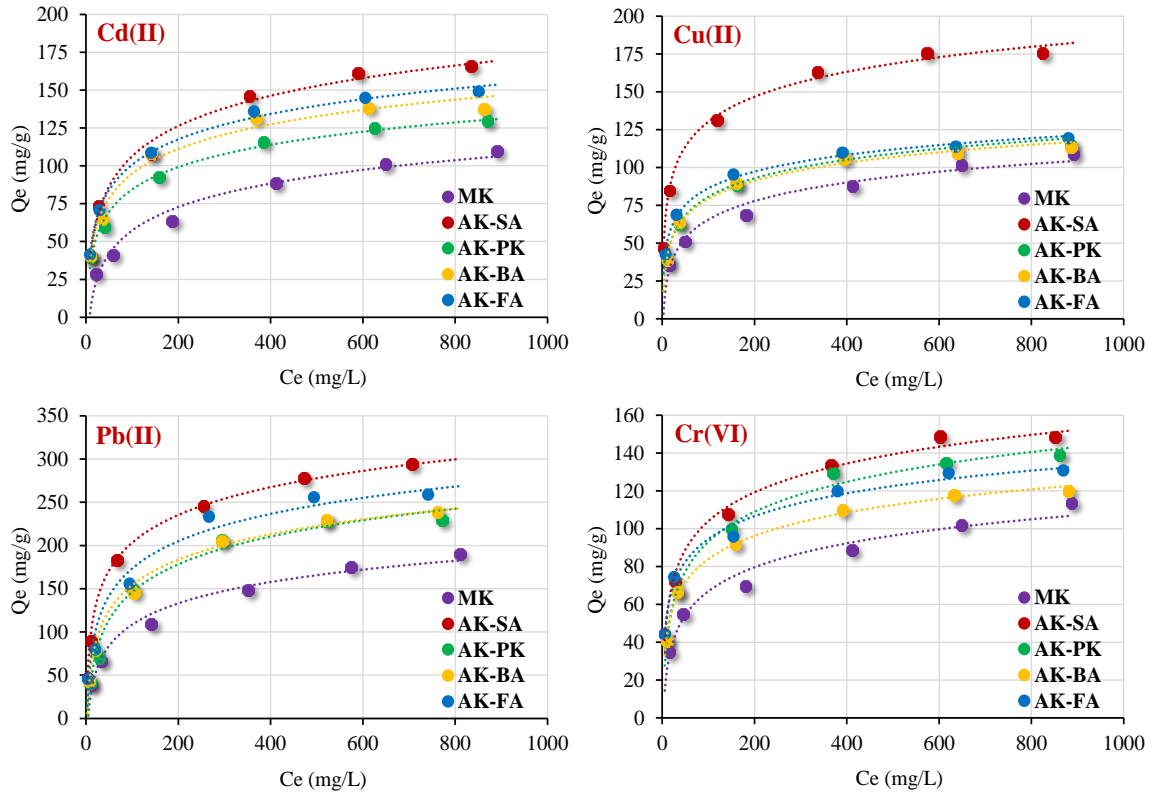 Cd(II)
Qe (mg/g)
200
175
150
125
100
75
50
25
0
MK
AK-SA
AK-PK
AK-BA
AK-FA
0 200 400 600 800 1000
Ce (mg/L)
Cu(II)
Qe (mg/g)
200
175
150
125
100
75
50
25
0
MK
AK-SA
AK-PK
AK-BA
AK-FA
0 200 400 600 800 1000
Ce (mg/L)
Pb(II)
Qe (mg/g)
350
300
250
200
150
100
50
0
MK
AK-SA
AK-PK
AK-BA
AK-FA
0 200 400 600 800 1000
Ce (mg/L)
Cr(VI)
Qe (mg/g)
160
140
120
100
80
60
40
20
0
MK
AK-SA
AK-PK
AK-BA
AK-FA
0 200 400 600 800 1000
Ce (mg/L)